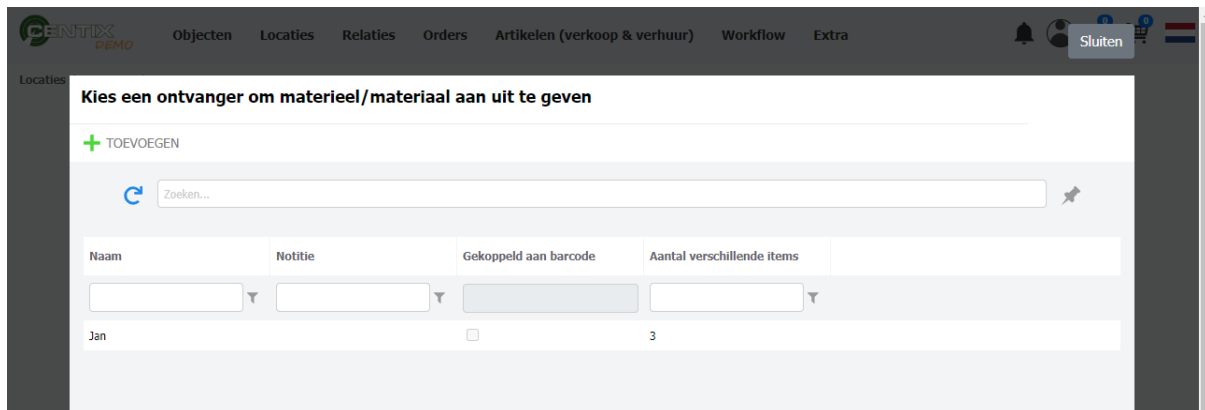 CENTIX
DEMO
Objecten Locaties Relaties Orders Artikelen (verkoop & verhuur) Workflow Extra
0 0
Sluiten
Locaties
Kies een ontvanger om materieel/materiaal aan uit te geven
TOEVOEGEN
Zoeken...
Naam Notitie Gekoppeld aan barcode Aantal verschillende items
Jan 3